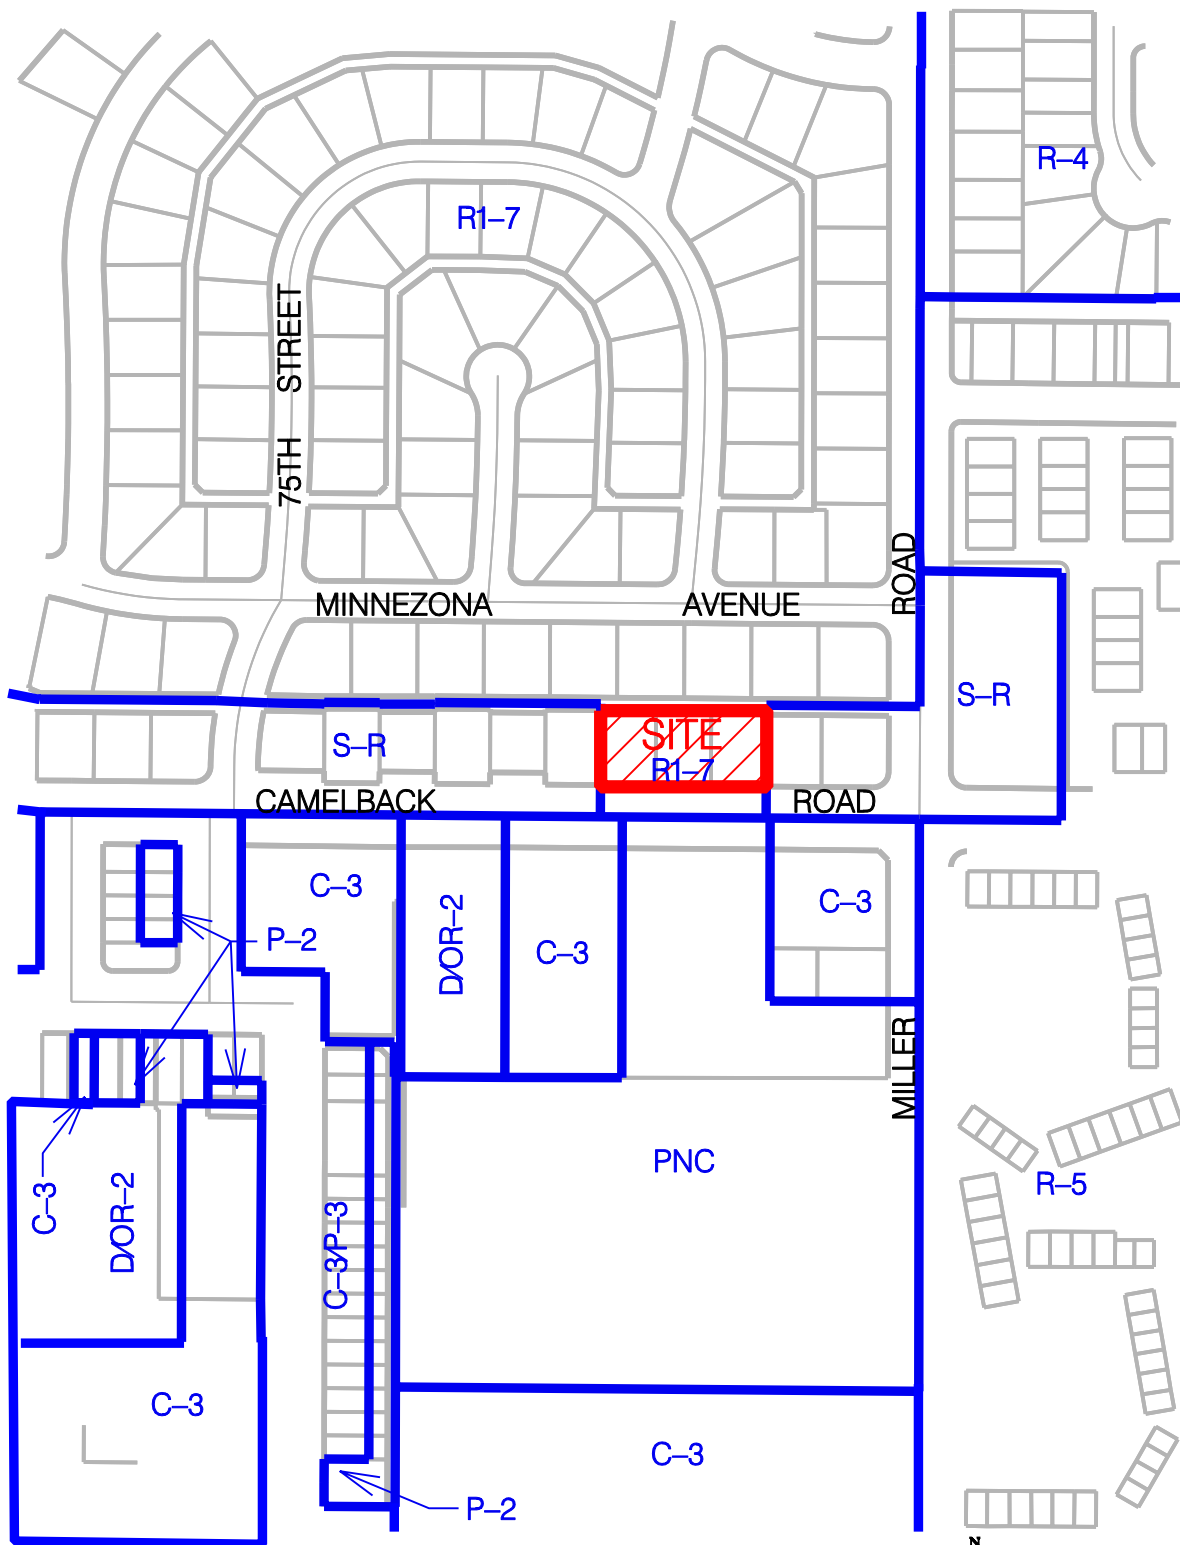 R–4
R1–7
75TH STREET
ROAD
MINNEZONA AVENUE
S–R
SITE
S–R
R1–7
CAMELBACK ROAD
C–3
C–3
D/OR–2
P–2
C–3
MILLER
PNC
R–5
C–3
D/OR–2
C–3/P–3
C–3
C–3
P–2
N